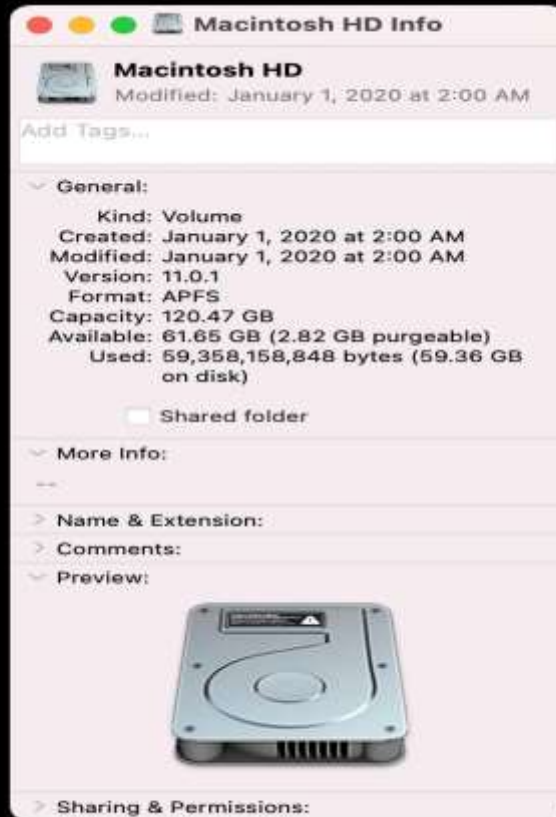 Macintosh HD Info
Macintosh HD
Modified: January 1, 2020 at 2:00 AM
Add Tags...
General:
Kind: Volume
Created: January 1, 2020 at 2:00 AM
Modified: January 1, 2020 at 2:00 AM
Version: 11.0.1
Format: APFS
Capacity: 120.47 GB
Available: 61.65 GB (2.82 GB purgeable)
Used: 59,358,158,848 bytes (59.36 GB
on disk)
Shared folder
More Info:
--
Name & Extension:
Comments:
Preview:
Sharing & Permissions: